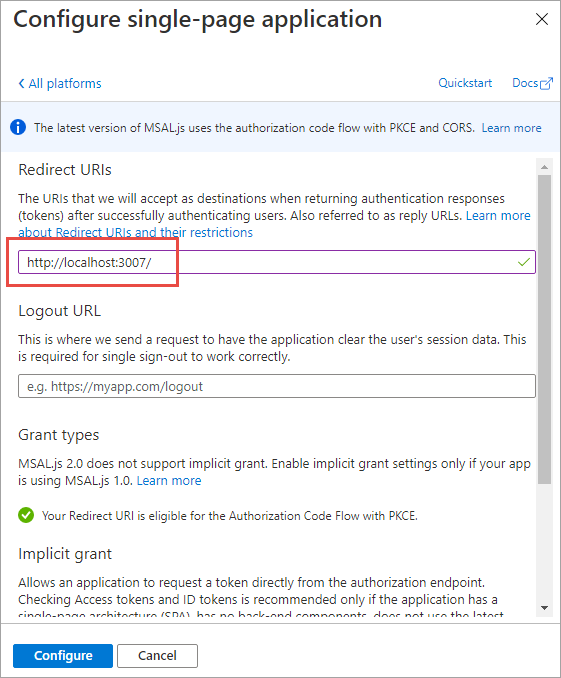 Configure single-page application
All platforms
Quickstart
Docs
The latest version of MSAL.js uses the authorization code flow with PKCE and CORS. Learn more
Redirect URIs
The URIs that we will accept as destinations when returning authentication responses
(tokens) after successfully authenticating users. Also referred to as reply URLs. Learn more
about Redirect URIs and their restrictions
http://localhost:3007/
Logout URL
This is where we send a request to have the application clear the user's session data. This
is required for single sign-out to work correctly.
e.g. https://myapp.com/logout
Grant types
MSAL.js 2.0 does not support implicit grant. Enable implicit grant settings only if your app
is using MSAL.js 1.0. Learn more
Your Redirect URI is eligible for the Authorization Code Flow with PKCE.
Implicit grant
Allows an application to request a token directly from the authorization endpoint.
Checking Access tokens and ID tokens is recommended only if the application has a
single-page architecture (SPA), has no back-end components, does not use the latest
Configure
Cancel